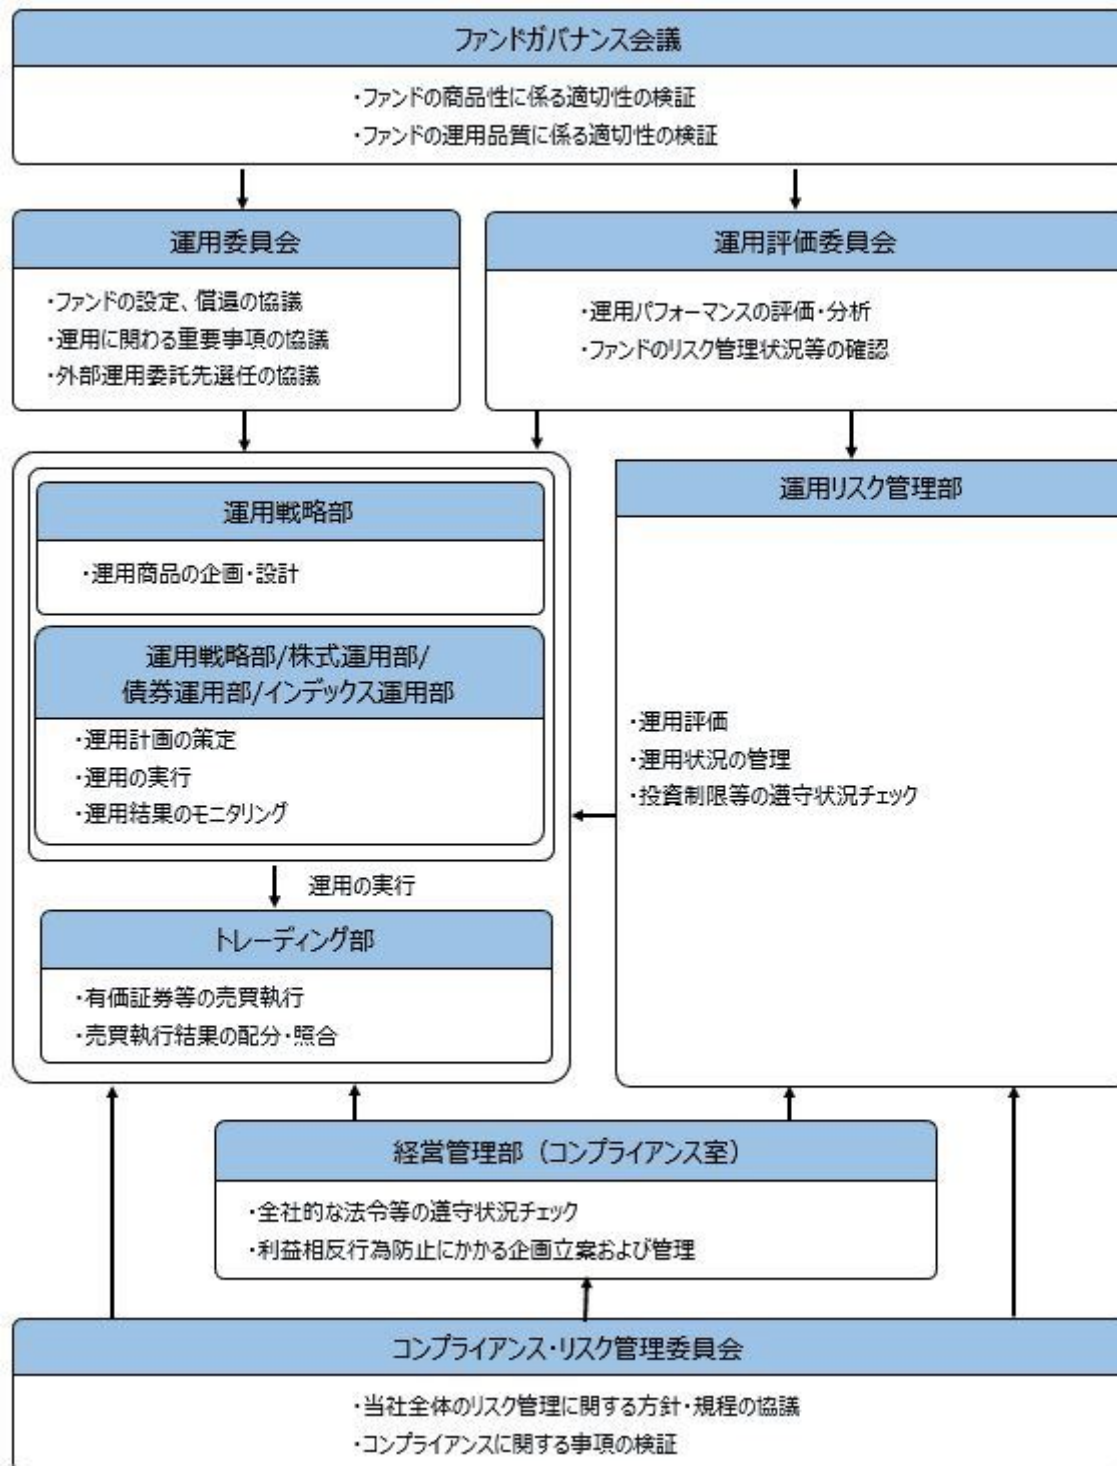 ファンドガバナンス会議
・ファンドの商品性に係る適切性の検証
・ファンドの運用品質に係る適切性の検証
運用委員会
・ファンドの設定、償還の協議
・運用に関わる重要事項の協議
・外部運用委託先選任の協議
運用評価委員会
・運用パフォーマンスの評価・分析
・ファンドのリスク管理状況等の確認
運用戦略部
・運用商品の企画・設計
運用戦略部/株式運用部/
債券運用部/インデックス運用部
・運用計画の策定
・運用の実行
・運用結果のモニタリング
運用の実行
トレーディング部
・有価証券等の売買執行
・売買執行結果の配分・照合
運用リスク管理部
・運用評価
・運用状況の管理
・投資制限等の遵守状況チェック
経営管理部（コンプライアンス室）
・全社的な法令等の遵守状況チェック
・利益相反行為防止にかかる企画立案および管理
コンプライアンス・リスク管理委員会
・当社全体のリスク管理に関する方針・規程の協議
・コンプライアンスに関する事項の検証